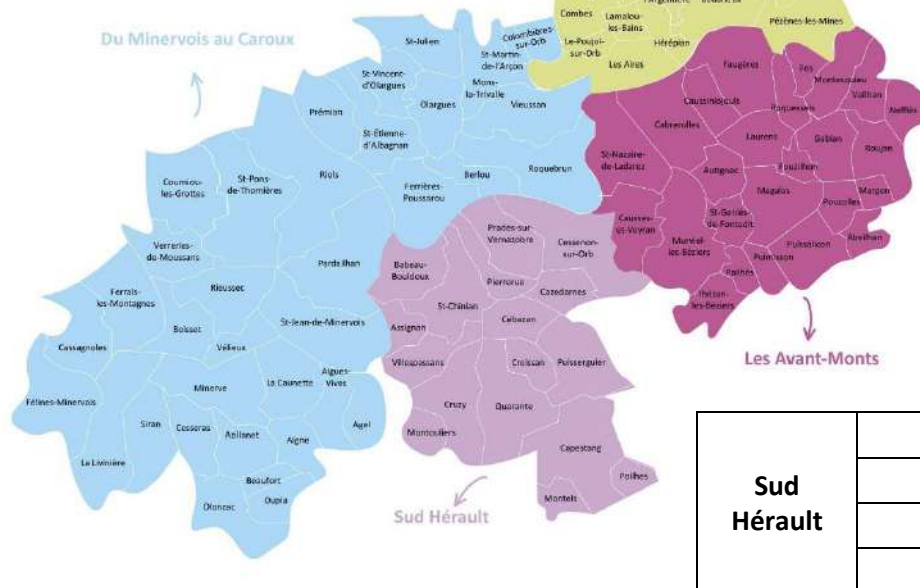 Combes
Lamalou-
les-Bains
Pézènes-les-Mines
Le-Poujol-
sur-Orb
Hérépian
Les Aires
Du Minervois au Caroux
St-Julien
Colombières-
sur-Orb
St-Martin-
de-l'Arçon
St-Vincent-
d'Olargues
Mons-
la-Trivalle
Olargues
Vieussan
Prémian
St-Étienne-
d'Albagnan
Faugères
Fos
Montesquieu
Vailhan
Neffiès
Caussiniojouls
Roquessels
Cabrerolles
Laurens
Gabian
Roujan
St-Nazaire-
de-Ladarez
Autignac
Fouzilhon
Magalas
Margon
Pouzolles
Courniou-
les-Grottes
St-Pons-
de-Thomières
Riols
Ferrières-
Poussarou
Berlou
Roquebrun
Causses-
et-Veyran
St-Geniès-
de-Fontedit
Abeilhan
Murviel-
les-Béziers
Puissalicon
Puimisson
Pailhès
Thézan-
les-Béziers
Verreries-
de-Moussans
Pardailhan
Prades-sur-
Vernazobre
Cessenon-
sur-Orb
Babeau-
Bouldoux
Pierrerue
Cazedarnes
Ferrals-
les-Montagnes
Rieussec
St-Chinian
Cébazan
Boisset
St-Jean-de-Minervois
Assignan
Cassagnoles
Vélieux
Villespassans
Creissan
Puisserguier
Les Avant-Monts
Minerve
La Caunette
Aigues-
Vives
Félines-Minervois
Siran
Cesseras
Azillanet
Aigne
Agel
Cruzy
Quarante
Montouliers
Capestang
La Livinière
Beaufort
Oupia
Olonzac
Poilhes
Montels
Sud Hérault
Sud
Hérault